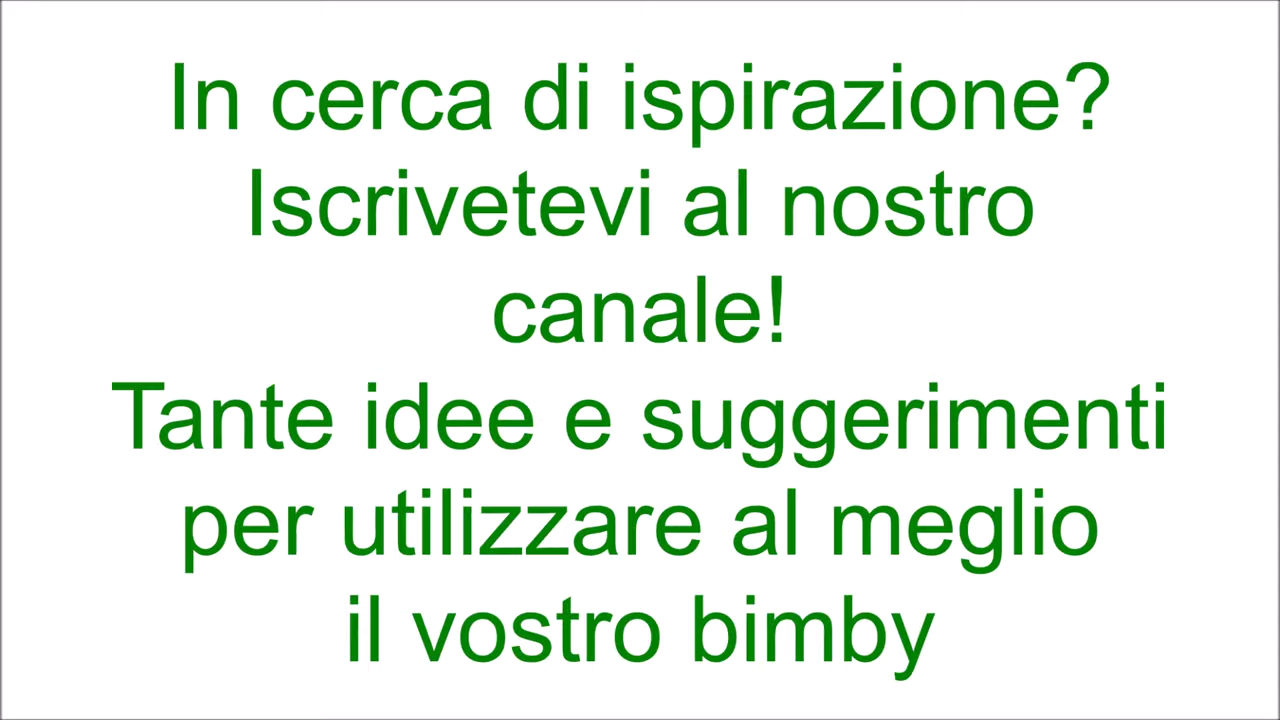 In cerca di ispirazione?
Iscrivetevi al nostro
canale!
Tante idee e suggerimenti
per utilizzare al meglio
il vostro bimby